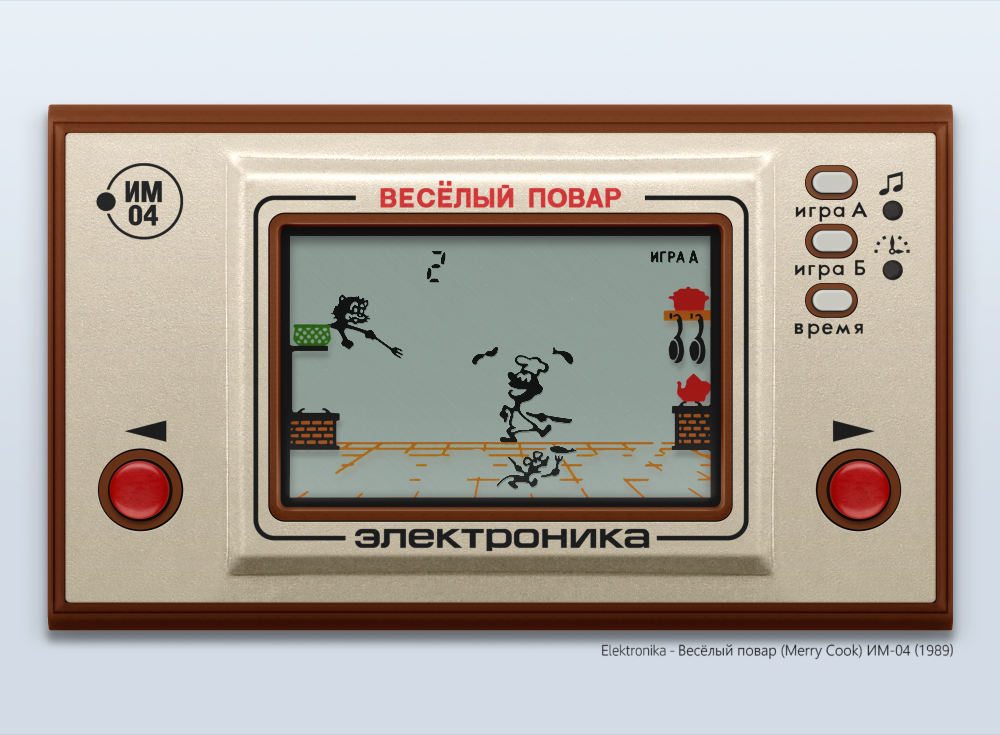 ИМ
04
ВЕСЁЛЫЙ ПОВАР
2
ИГРА А
игра А
игра Б
время
электроника
Elektronika - Весёлый повар (Merry Cook) ИМ-04 (1989)